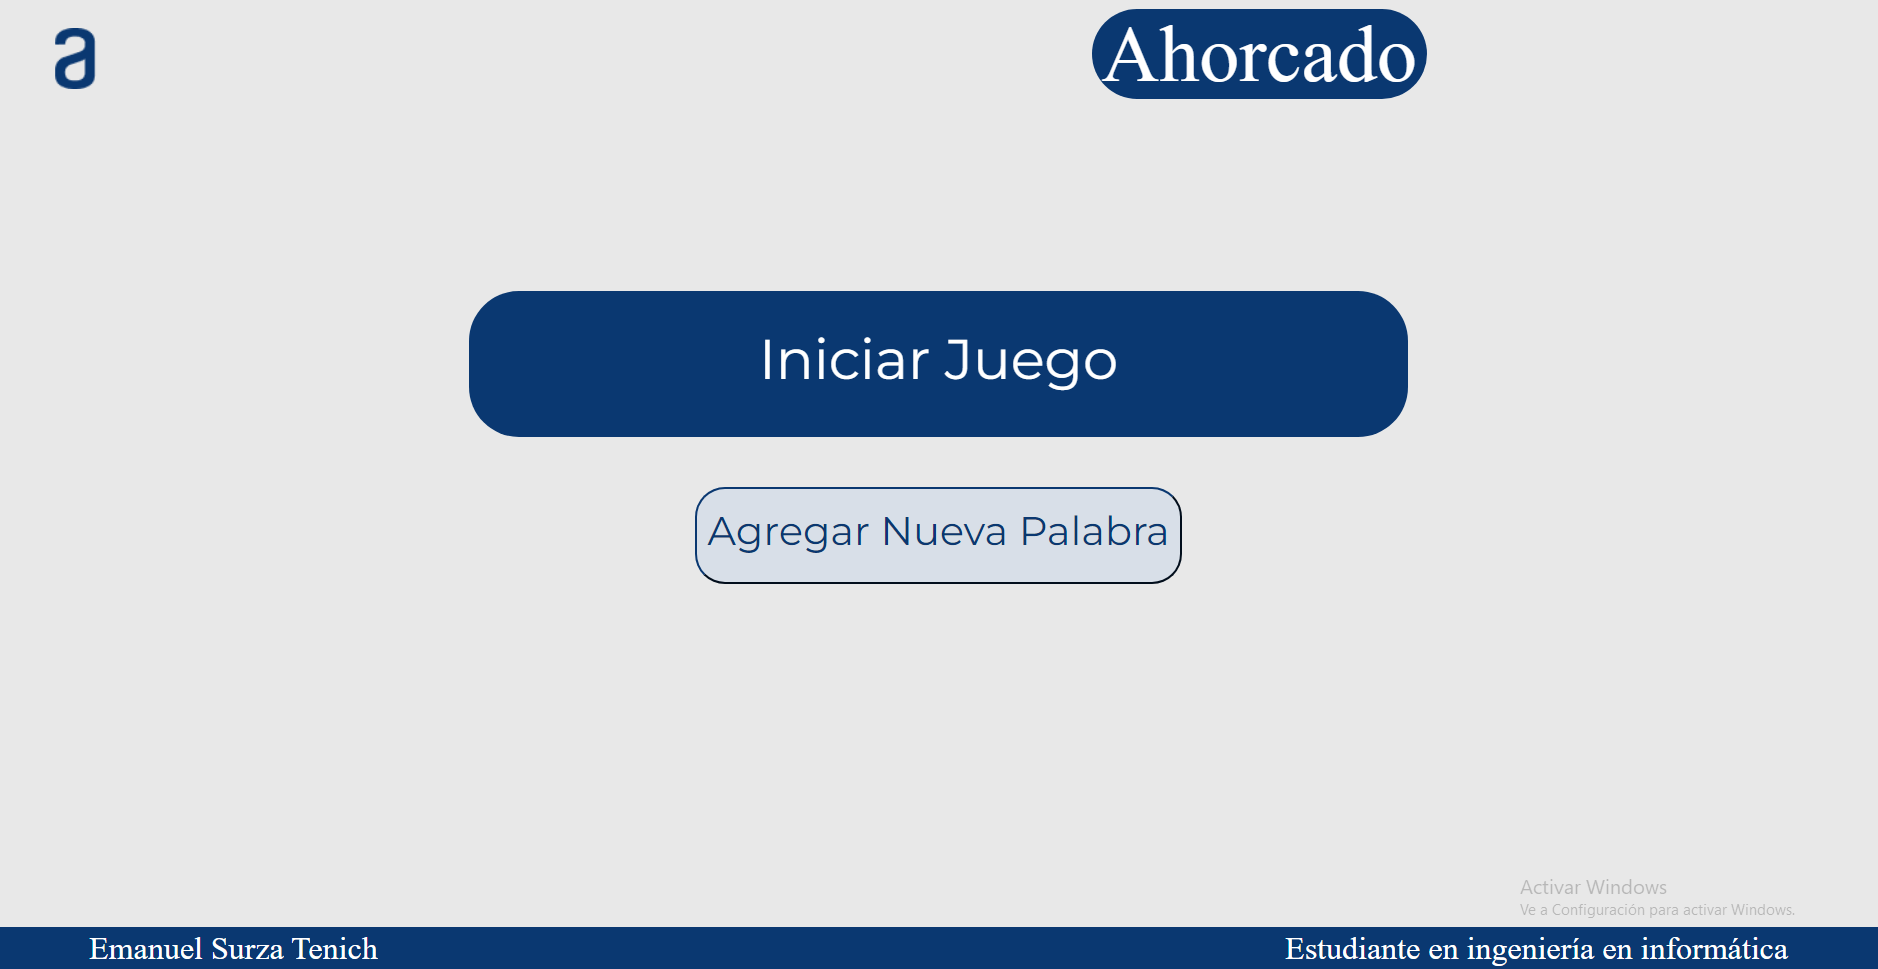 a
Ahorcado
Iniciar Juego
Agregar Nueva Palabra
Activar Windows
Ve a Configuración para activar Windows.
Emanuel Surza Tenich
Estudiante en ingeniería en informática